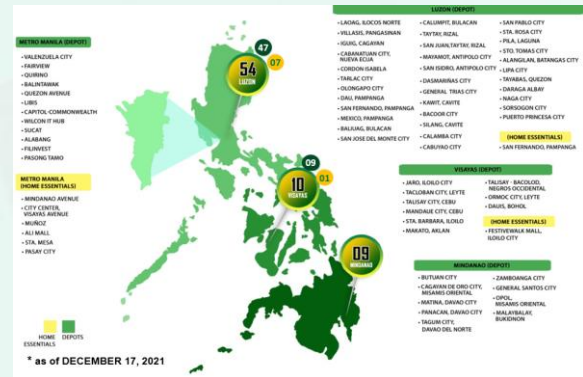 METRO MANILA (DEPOT)
• VALENZUELA CITY
• FAIRVIEW
• QUIRINO
• BALINTAWAK
• QUEZON AVENUE
• LIBIS
• CAPITOL-COMMONWEALTH
• WILCON IT HUB
• SUCAT
• ALABANG
• FILINVEST
• PASONG TAMO
METRO MANILA
(HOME ESSENTIALS)
• MINDANAO AVENUE
• CITY CENTER,
VISAYAS AVENUE
• MUÑOZ
• ALI MALL
• STA. MESA
• PASAY CITY
HOME
ESSENTIALS
DEPOTS
* as of DECEMBER 17, 2021
47
54
LUZON
07
09
10
VISAYAS
01
09
MINDANAO
LUZON (DEPOT)
• LAOAG, ILOCOS NORTE
• VILLASIS, PANGASINAN
• IGUIG, CAGAYAN
• CABANATUAN CITY,
NUEVA ECIJA
• CORDON ISABELA
• TARLAC CITY
• OLONGAPO CITY
• DAU, PAMPANGA
• SAN FERNANDO, PAMPANGA
• MEXICO, PAMPANGA
• BALIUAG, BULACAN
• SAN JOSE DEL MONTE CITY
• CALUMPIT, BULACAN
• TAYTAY, RIZAL
• SAN JUAN,TAYTAY, RIZAL
• MAYAMOT, ANTIPOLO CITY
• SAN ISIDRO, ANTIPOLO CITY
• DASMARIÑAS CITY
• GENERAL TRIAS CITY
• KAWIT, CAVITE
• BACOOR CITY
• SILANG, CAVITE
• CALAMBA CITY
• CABUYAO CITY
• SAN PABLO CITY
• STA. ROSA CITY
• PILA, LAGUNA
• STO. TOMAS CITY
• ALANGILAN, BATANGAS CITY
• LIPA CITY
• TAYABAS, QUEZON
• DARAGA ALBAY
• NAGA CITY
• SORSOGON CITY
• PUERTO PRINCESA CITY
(HOME ESSENTIALS)
• SAN FERNANDO, PAMPANGA
VISAYAS (DEPOT)
• JARO, ILOILO CITY
• TACLOBAN CITY, LEYTE
• TALISAY CITY, CEBU
• MANDAUE CITY, CEBU
• STA. BARBARA, ILOILO
• MAKATO, AKLAN
• TALISAY - BACOLOD,
NEGROS OCCIDENTAL
• ORMOC CITY, LEYTE
• DAUIS, BOHOL
(HOME ESSENTIALS)
• FESTIVEWALK MALL,
ILOILO CITY
MINDANAO (DEPOT)
• BUTUAN CITY
• CAGAYAN DE ORO CITY,
MISAMIS ORIENTAL
• MATINA, DAVAO CITY
• PANACAN, DAVAO CITY
• TAGUM CITY,
DAVAO DEL NORTE
• ZAMBOANGA CITY
• GENERAL SANTOS CITY
• OPOL,
MISAMIS ORIENTAL
• MALAYBALAY,
BUKIDNON